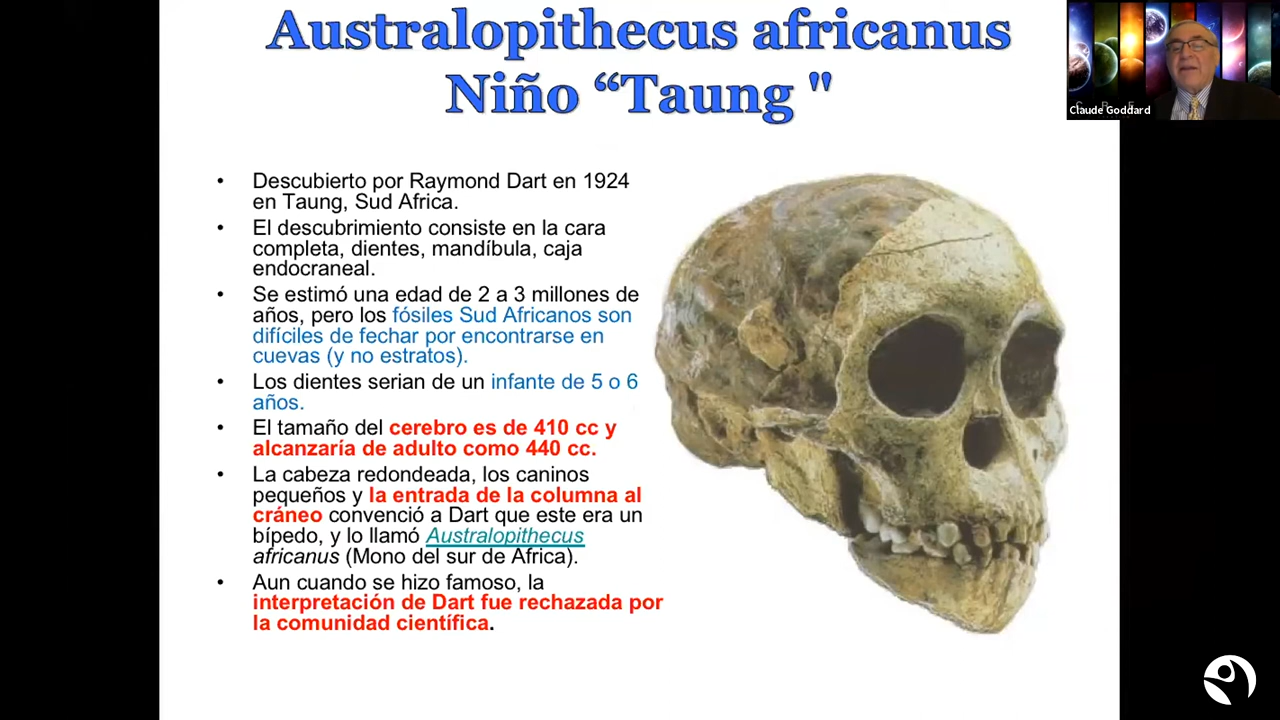 Australopithecus africanus
Niño “Taung "
Claude Goddard
• Descubierto por Raymond Dart en 1924
en Taung, Sud Africa.
• El descubrimiento consiste en la cara
completa, dientes, mandíbula, caja
endocraneal.
• Se estimó una edad de 2 a 3 millones de
años, pero los fósiles Sud Africanos son
difíciles de fechar por encontrarse en
cuevas (y no estratos).
• Los dientes serian de un infante de 5 o 6
años.
• El tamaño del cerebro es de 410 cc y
alcanzaría de adulto como 440 cc.
• La cabeza redondeada, los caninos
pequeños y la entrada de la columna al
cráneo convenció a Dart que este era un
bípedo, y lo llamó Australopithecus
africanus (Mono del sur de Africa).
• Aun cuando se hizo famoso, la
interpretación de Dart fue rechazada por
la comunidad científica.